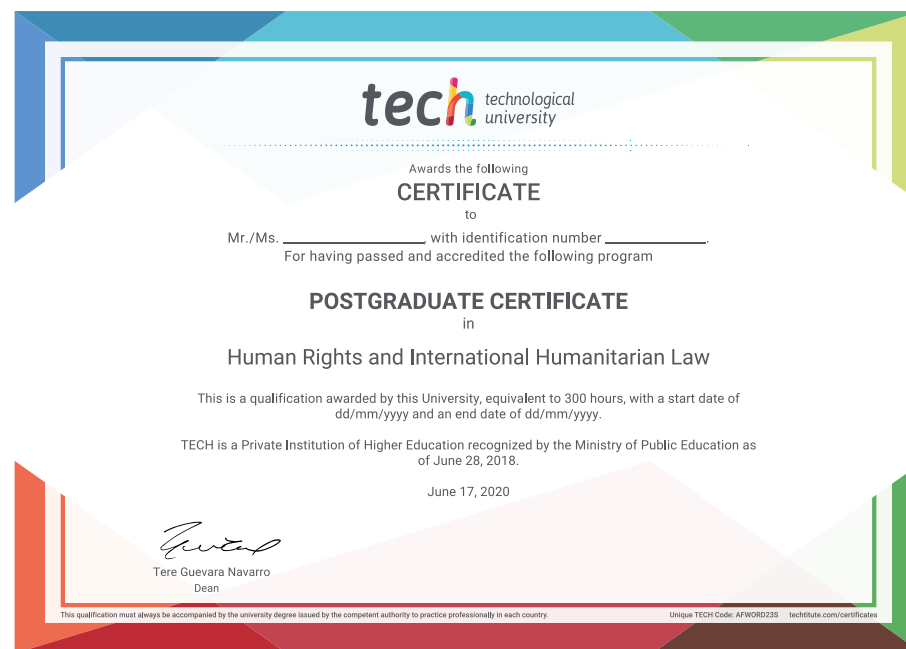 tech technological
university
Awards the following
CERTIFICATE
to
Mr./Ms. ____________________, with identification number ______________.
For having passed and accredited the following program
POSTGRADUATE CERTIFICATE
in
Human Rights and International Humanitarian Law
This is a qualification awarded by this University, equivalent to 300 hours, with a start date of
dd/mm/yyyy and an end date of dd/mm/yyyy.
TECH is a Private Institution of Higher Education recognized by the Ministry of Public Education as
of June 28, 2018.
June 17, 2020
Tere Guevara Navarro
Dean
This qualification must always be accompanied by the university degree issued by the competent authority to practice professionally in each country. Unique TECH Code: AFWORD23S techtitute.com/certificates